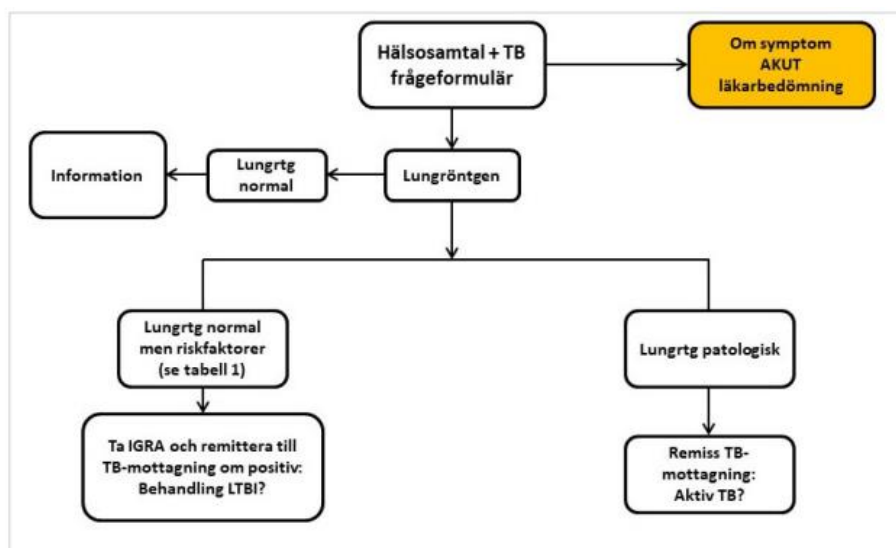 Hälsosamtal + TB
frågeformulär
Om symptom
AKUT
läkarbedömning
Information
Lungrtg
normal
Lungröntgen
Lungrtg normal
men riskfaktorer
(se tabell 1)
Lungrtg patologisk
Ta IGRA och remittera till
TB-mottagning om positiv:
Behandling LTBI?
Remiss TB-
mottagning:
Aktiv TB?